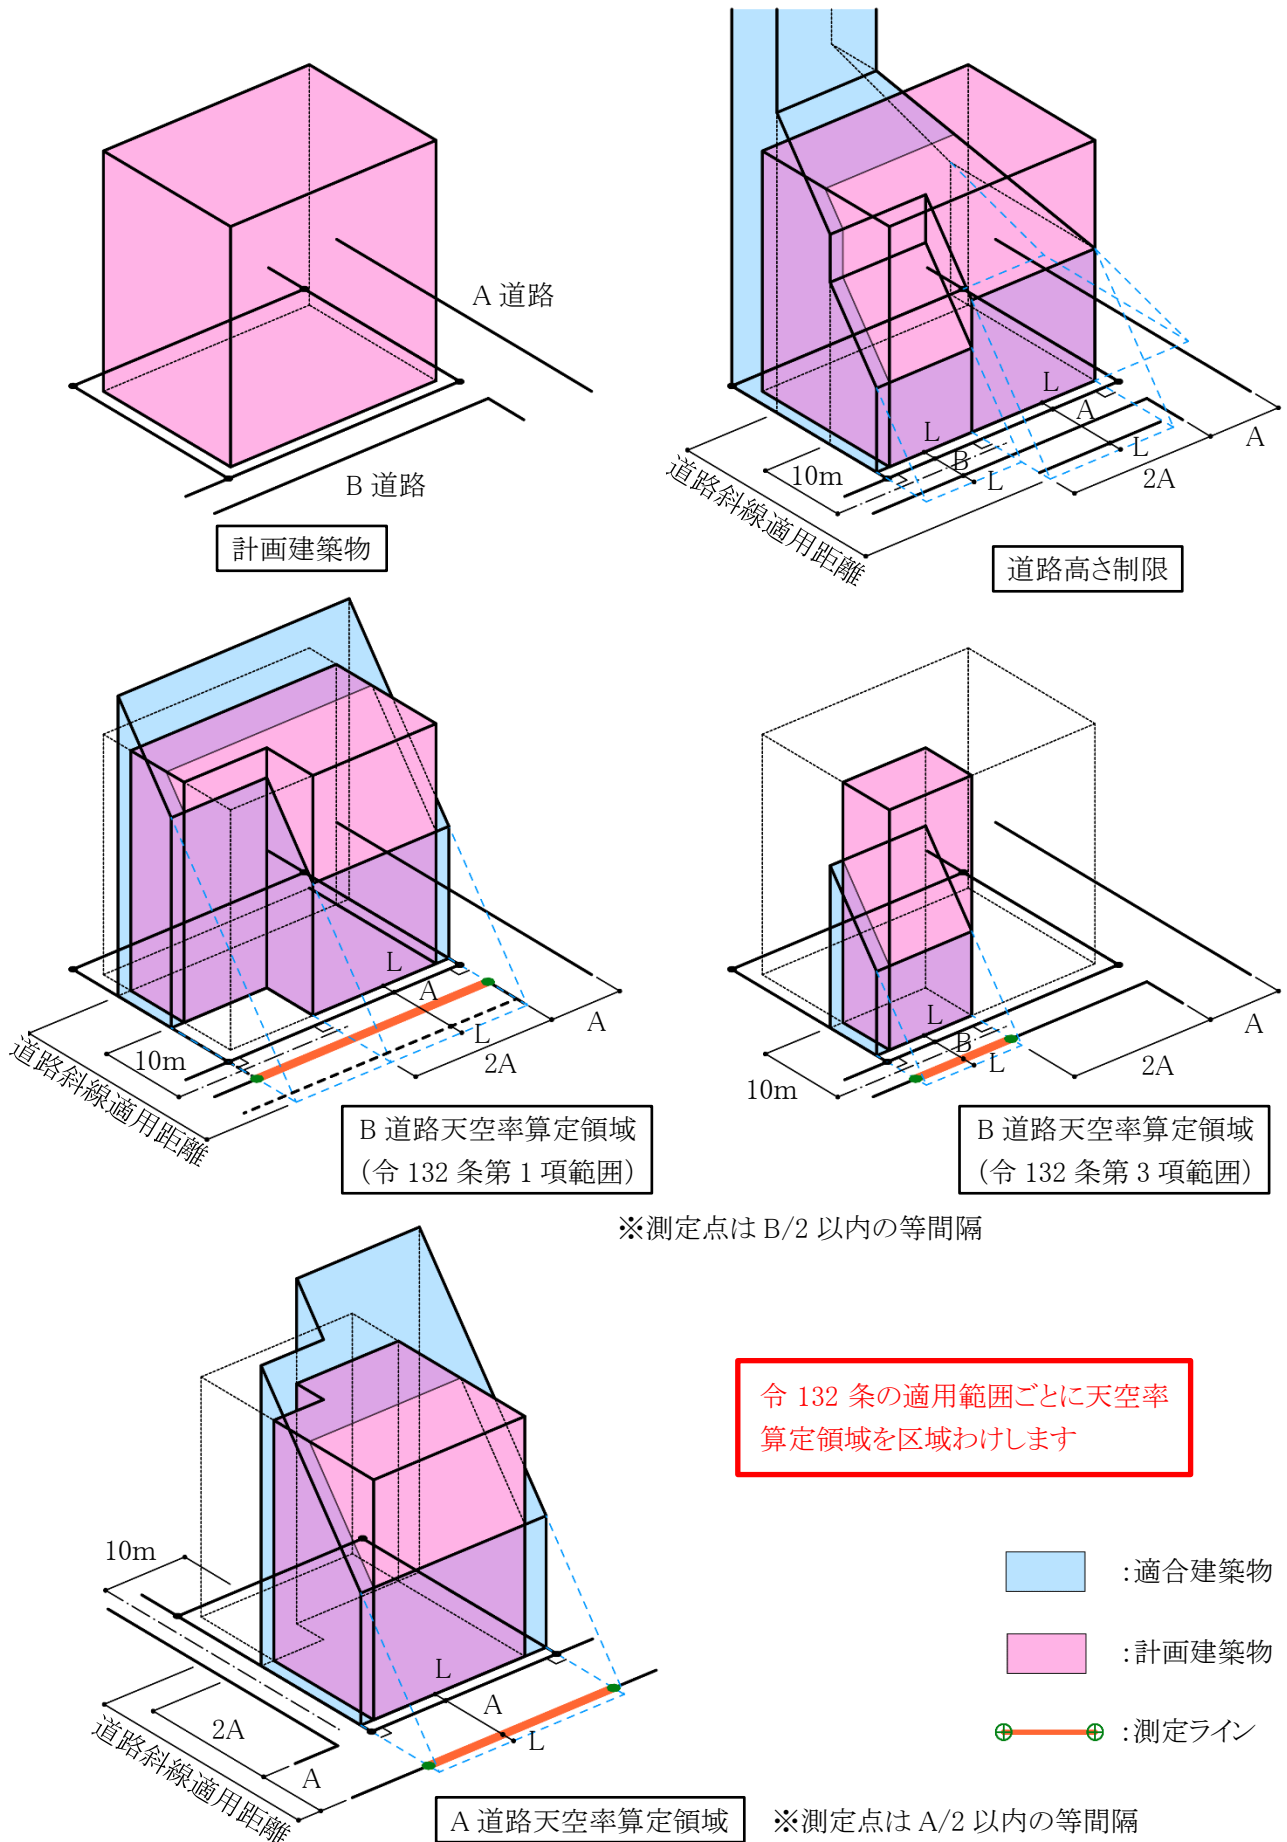 A 道路
B 道路
計画建築物
L
A
L
B
L
L
10m
2A
A
道路斜線適用距離
道路高さ制限
L
A
L
A
10m
2A
道路斜線適用距離
B 道路天空率算定領域
(令 132 条第 1 項範囲)
L
B
L
A
2A
10m
B 道路天空率算定領域
(令 132 条第 3 項範囲)
※測定点は B/2 以内の等間隔
令 132 条の適用範囲ごとに天空率
算定領域を区域わけします
10m
L
A
L
2A
A
道路斜線適用距離
A 道路天空率算定領域
※測定点は A/2 以内の等間隔
:適合建築物
:計画建築物
:測定ライン